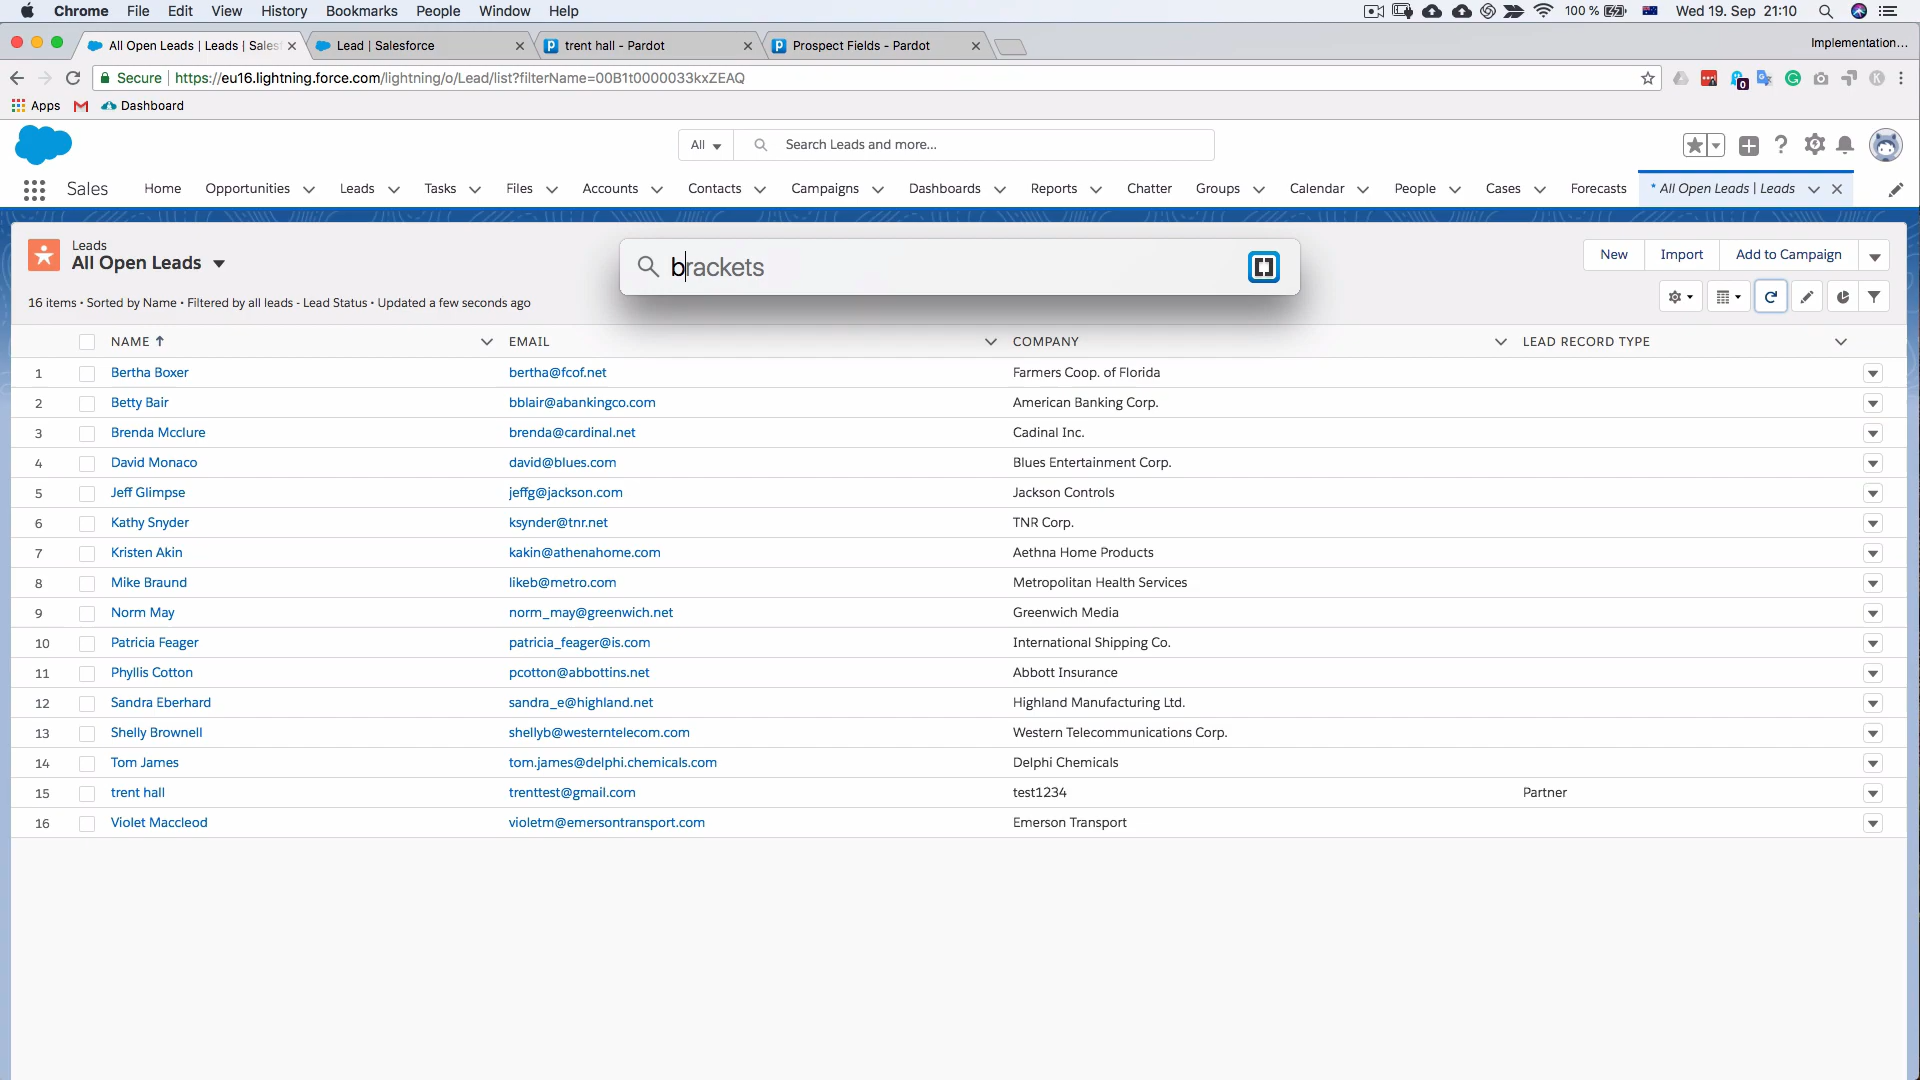 Chrome File Edit View History Bookmarks People Window Help 100 % Wed 19. Sep 21:10
All Open Leads | Leads | Sales Lead | Salesforce trent hall - Pardot Prospect Fields - Pardot Implementation...
Secure https://eu16.lightning.force.com/lightning/o/Lead/list?filterName=00B1t0000033kxZEAQ 0 K
Apps Dashboard
All Search Leads and more...
Sales Home Opportunities Leads Tasks Files Accounts Contacts Campaigns Dashboards Reports Chatter Groups Calendar People Cases Forecasts * All Open Leads | Leads
Leads
All Open Leads
brackets
New Import Add to Campaign
16 items • Sorted by Name • Filtered by all leads - Lead Status • Updated a few seconds ago
NAME EMAIL COMPANY LEAD RECORD TYPE
1 Bertha Boxer bertha@fcof.net Farmers Coop. of Florida
2 Betty Bair bblair@abankingco.com American Banking Corp.
3 Brenda Mcclure brenda@cardinal.net Cadinal Inc.
4 David Monaco david@blues.com Blues Entertainment Corp.
5 Jeff Glimpse jeffg@jackson.com Jackson Controls
6 Kathy Snyder ksynder@tnr.net TNR Corp.
7 Kristen Akin kakin@athenahome.com Aethna Home Products
8 Mike Braund likeb@metro.com Metropolitan Health Services
9 Norm May norm_may@greenwich.net Greenwich Media
10 Patricia Feager patricia_feager@is.com International Shipping Co.
11 Phyllis Cotton pcotton@abbottins.net Abbott Insurance
12 Sandra Eberhard sandra_e@highland.net Highland Manufacturing Ltd.
13 Shelly Brownell shellyb@westerntelecom.com Western Telecommunications Corp.
14 Tom James tom.james@delphi.chemicals.com Delphi Chemicals
15 trent hall trenttest@gmail.com test1234 Partner
16 Violet Maccleod violetm@emersontransport.com Emerson Transport